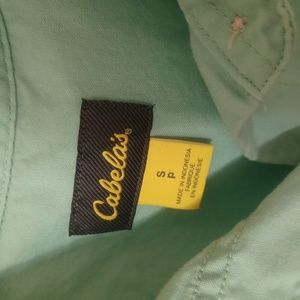 Cabela's
S
P
MADE IN INDONESIA
FABRIQUÉ
EN INDONÉSIE